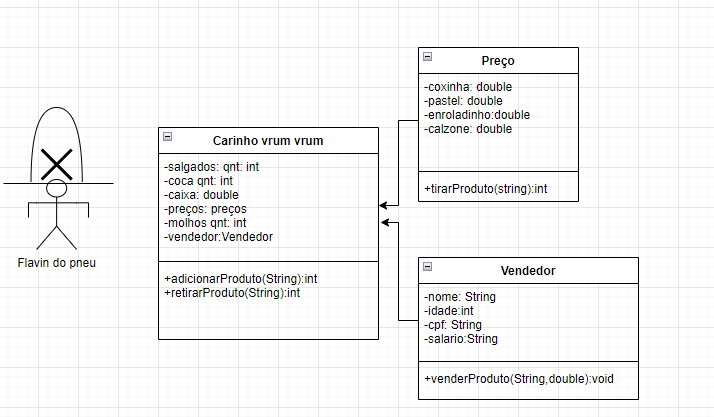 Flavin do pneu
Carinho vrum vrum
-salgados: qnt: int
-coca qnt: int
-caixa: double
-preços: preços
-molhos qnt: int
-vendedor:Vendedor
+adicionarProduto(String):int
+retirarProduto(String):int
Preço
-coxinha: double
-pastel: double
-enroladinho:double
-calzone: double
+tirarProduto(string):int
Vendedor
-nome: String
-idade:int
-cpf: String
-salario:String
+venderProduto(String,double):void